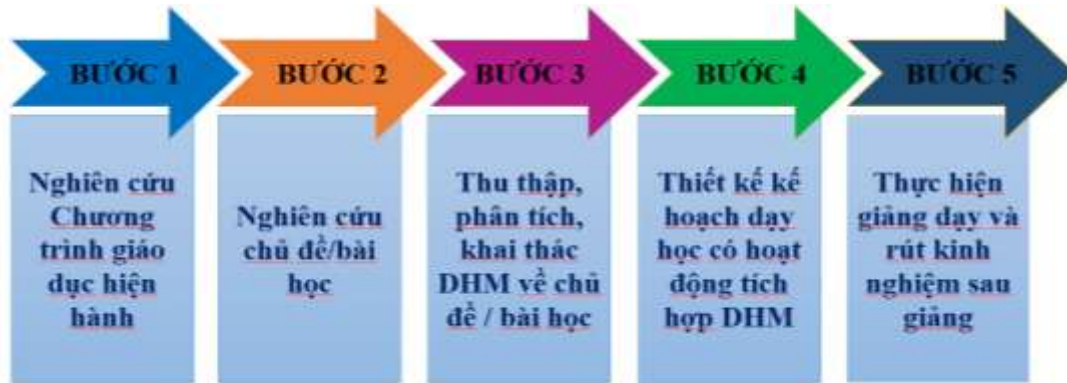 BƯỚC 1
BƯỚC 2
BƯỚC 3
BƯỚC 4
BƯỚC 5
Nghiên cứu
Chương
trình giáo
dục hiện
hành
Nghiên cứu
chủ đề/bài
học
Thu thập,
phân tích,
khai thác
DHM về chủ
đề / bài học
Thiết kế kế
hoạch dạy
học có hoạt
động tích
hợp DHM
Thực hiện
giảng dạy và
rút kinh
nghiệm sau
giảng